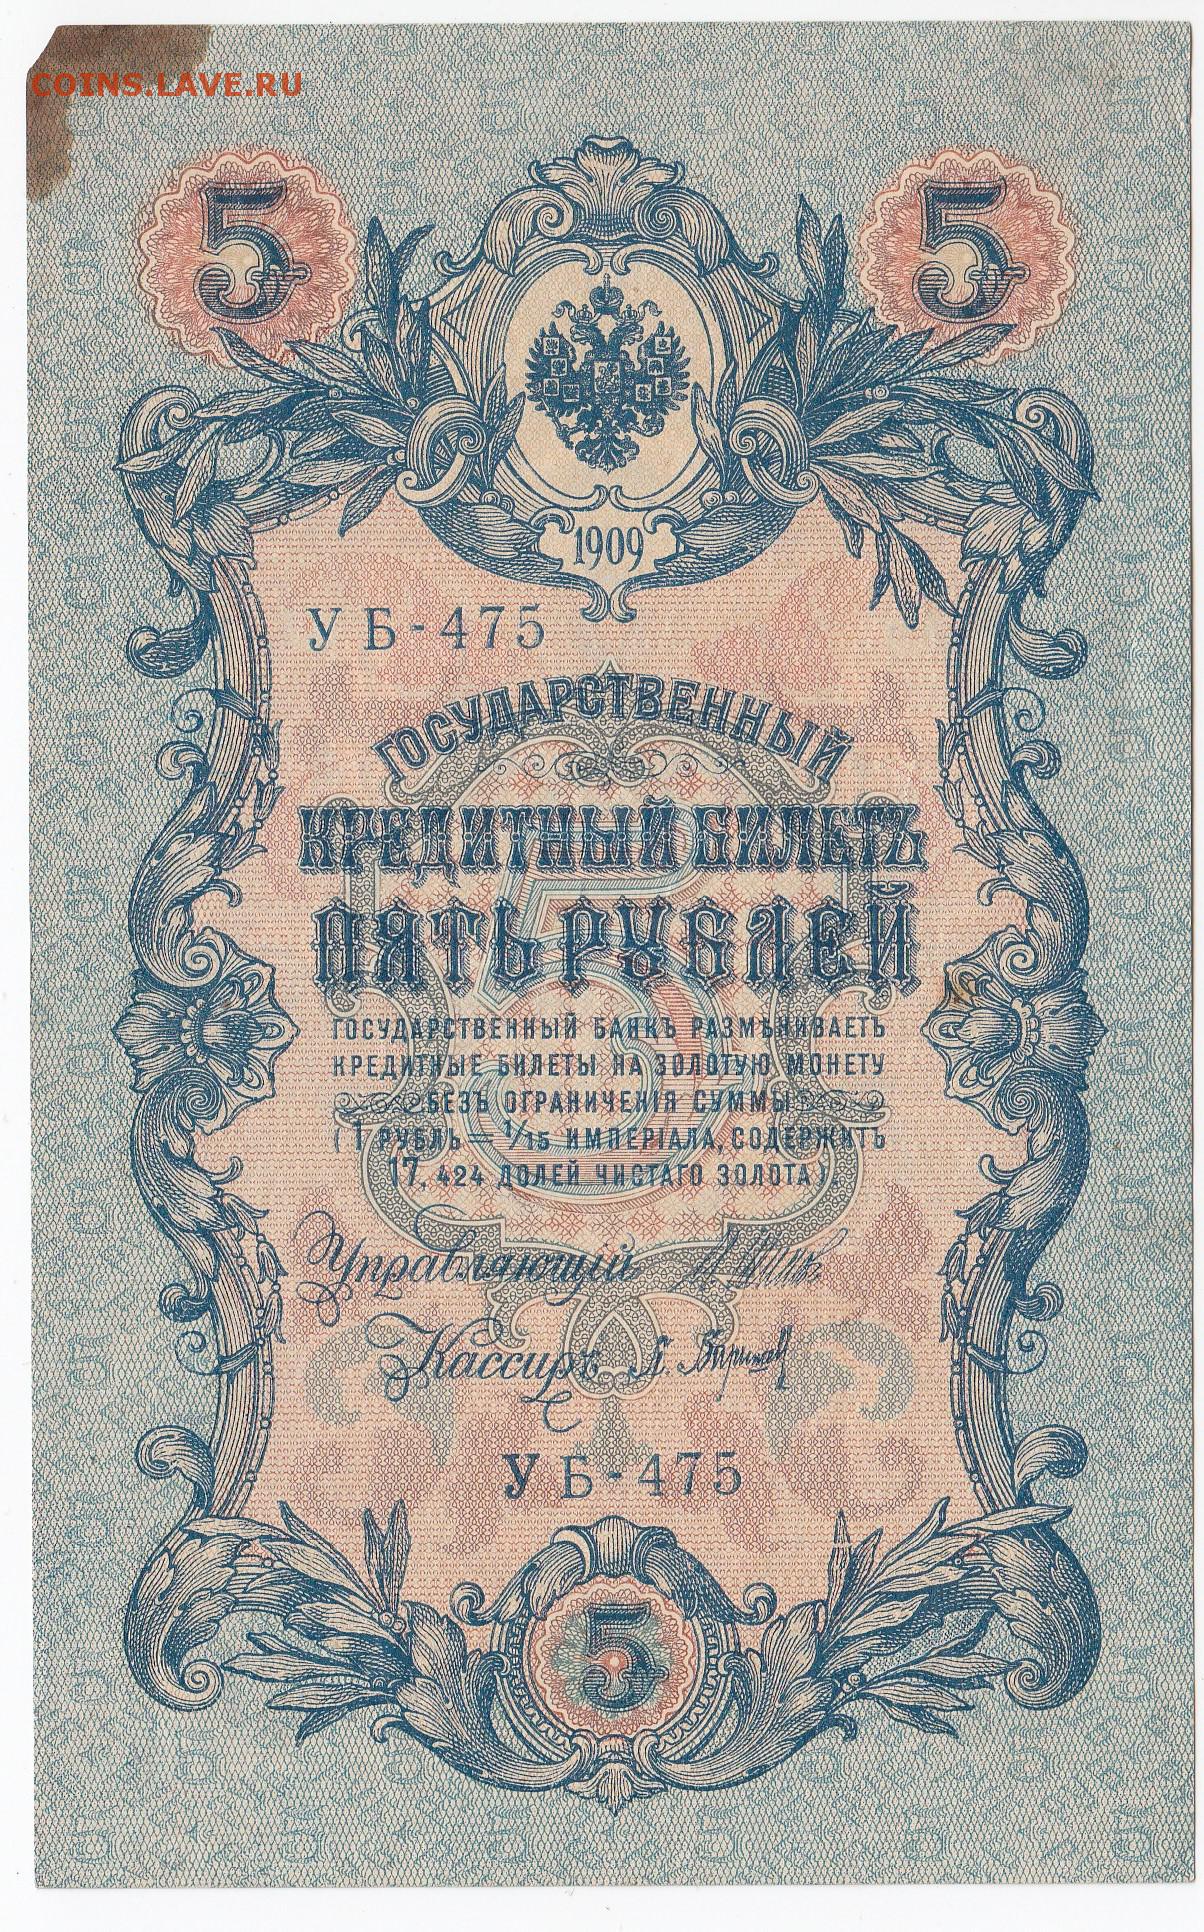 COINS.LAVE.RU
5 5
1909
УБ-475
ГОСУДАРСТВЕННЫЙ
КРЕДИТНЫЙ БИЛЕТЪ
ПЯТЬ РУБЛЕЙ
ГОСУДАРСТВЕННЫЙ БАНКЪ РАЗМѢНИВАЕТЪ
КРЕДИТНЫЕ БИЛЕТЫ НА ЗОЛОТУЮ МОНЕТУ
БЕЗЪ ОГРАНИЧЕНІЯ СУММЫ
(1 РУБЛЬ = 1/15 ИМПЕРІАЛА, СОДЕРЖИТЪ
17,424 ДОЛЕЙ ЧИСТАГО ЗОЛОТА).
Управляющій
Кассиръ
УБ-475
5